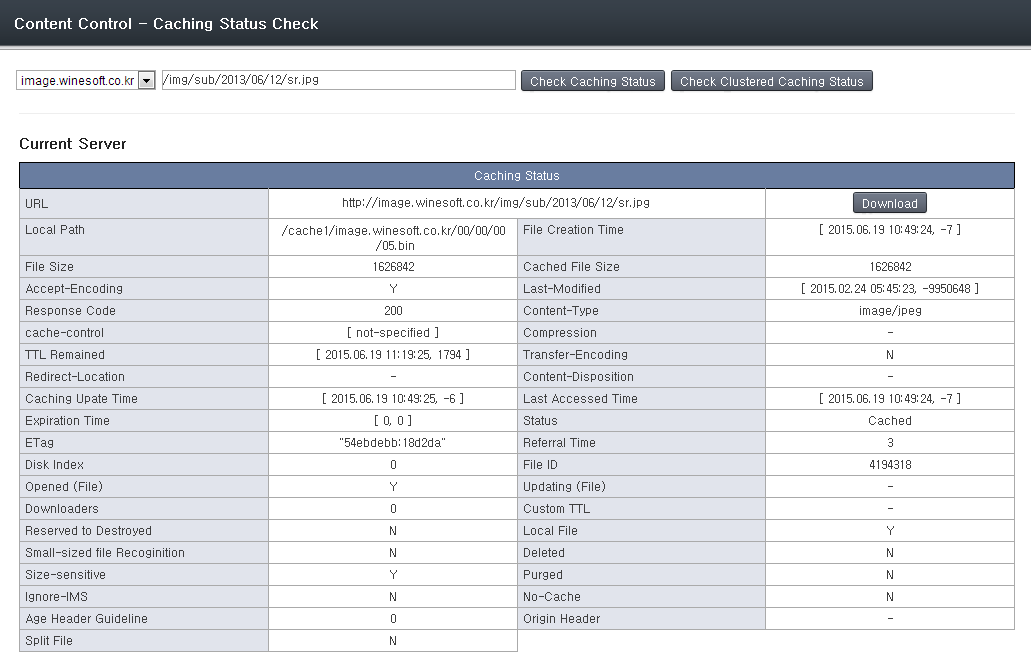 Content Control - Caching Status Check
image.winesoft.co.kr /img/sub/2013/06/12/sr.jpg Check Caching Status Check Clustered Caching Status
Current Server
Caching Status
URL http://image.winesoft.co.kr/img/sub/2013/06/12/sr.jpg Download
Local Path /cache1/image.winesoft.co.kr/00/00/00 File Creation Time [ 2015.06.19 10:49:24, -7 ]
/05.bin
File Size 1626842 Cached File Size 1626842
Accept-Encoding Y Last-Modified [ 2015.02.24 05:45:23, -9950648 ]
Response Code 200 Content-Type image/jpeg
cache-control [ not-specified ] Compression -
TTL Remained [ 2015.06.19 11:19:25, 1794 ] Transfer-Encoding N
Redirect-Location - Content-Disposition -
Caching Upate Time [ 2015.06.19 10:49:25, -6 ] Last Accessed Time [ 2015.06.19 10:49:24, -7 ]
Expiration Time [ 0, 0 ] Status Cached
ETag "54ebdebb:18d2da" Referral Time 3
Disk Index 0 File ID 4194318
Opened (File) Y Updating (File) -
Downloaders 0 Custom TTL -
Reserved to Destroyed N Local File Y
Small-sized file Recoginition N Deleted N
Size-sensitive Y Purged N
Ignore-IMS N No-Cache N
Age Header Guideline 0 Origin Header -
Split File N